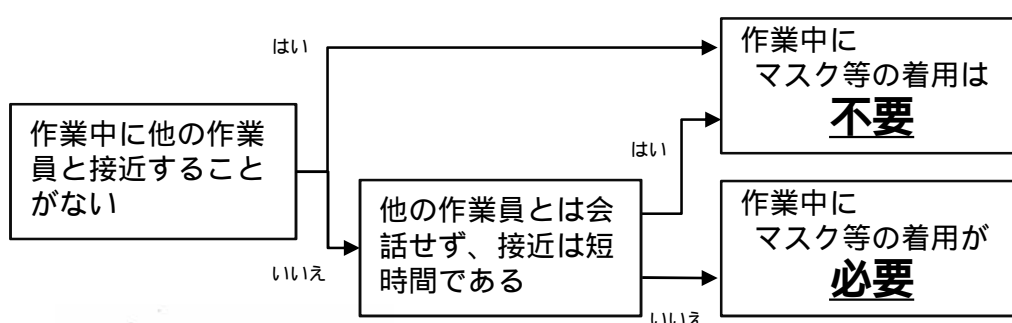 はい
作業中に
マスク等の着用は
不要
作業中に他の作業
員と接近すること
がない
はい
他の作業員とは会
話せず、接近は短
時間である
いいえ
作業中に
マスク等の着用が
必要
いいえ